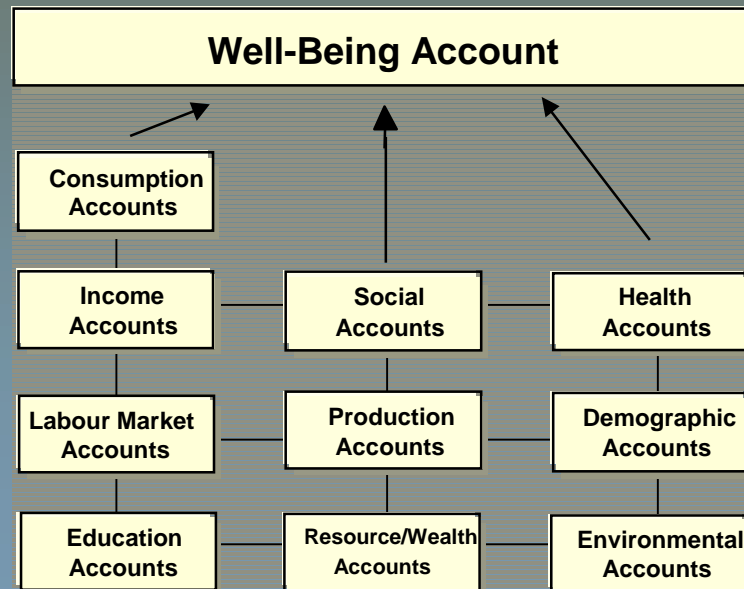 Well-Being Account
Consumption
Accounts
Income
Accounts
Social
Accounts
Health
Accounts
Labour Market
Accounts
Production
Accounts
Demographic
Accounts
Education
Accounts
Resource/Wealth
Accounts
Environmental
Accounts